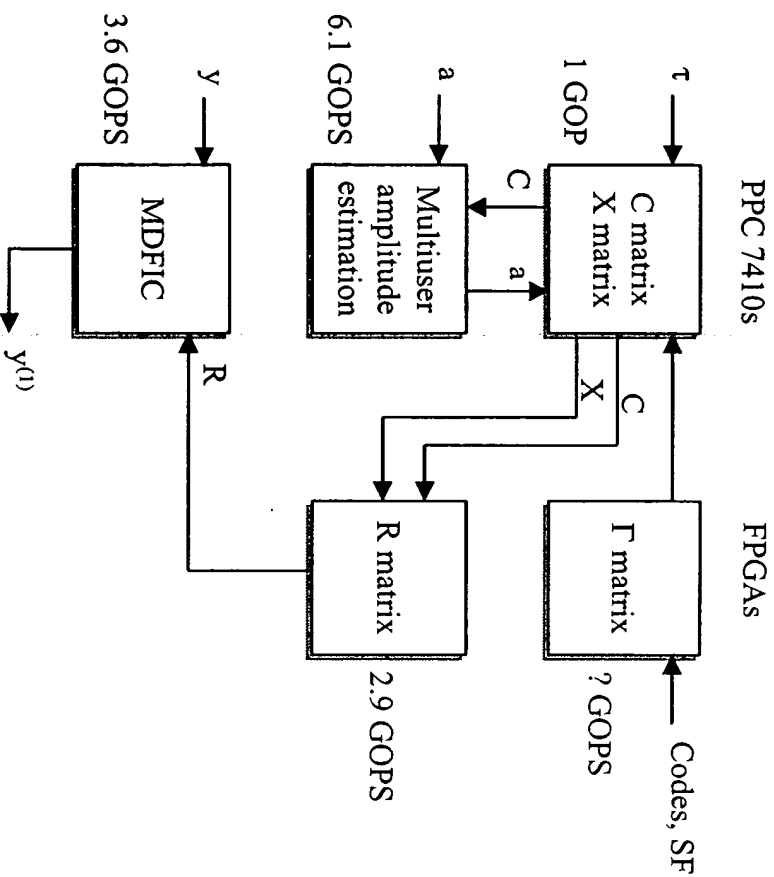 PPC 7410s
FPGAs
τ
1 GOP
C matrix
X matrix
Γ matrix
Codes, SF
? GOPS
C
a
C
X
a
6.1 GOPS
Multiuser
amplitude
estimation
R matrix
2.9 GOPS
y
3.6 GOPS
MDFIC
R
y(1)